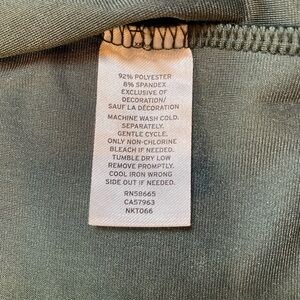 92% POLYESTER
8% SPANDEX
EXCLUSIVE OF
DECORATION/
SAUF LA DÉCORATION
MACHINE WASH COLD.
SEPARATELY.
GENTLE CYCLE.
ONLY NON-CHLORINE
BLEACH IF NEEDED.
TUMBLE DRY LOW
REMOVE PROMPTLY.
COOL IRON WRONG
SIDE OUT IF NEEDED.
RN58665
CA57963
NKT066